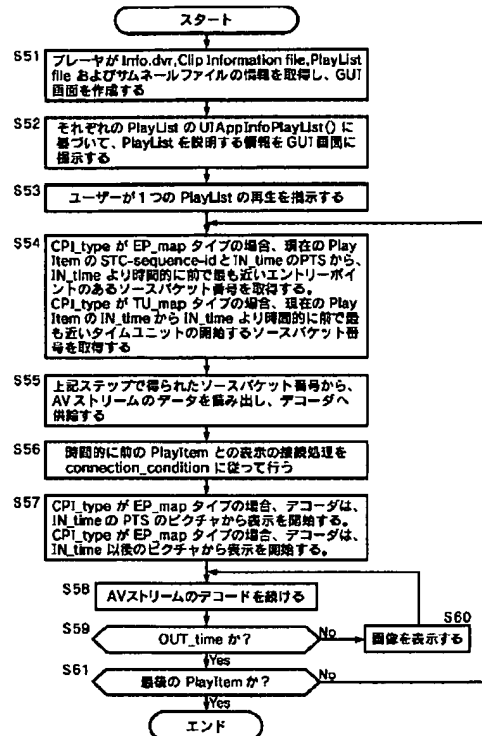 スタート
S51
プレーヤが Info.dvr,Clip Information file,PlayList
file およびサムネールファイルの情報を取得し、GUI
画面を作成する
S52
それぞれの PlayList の UIAppInfoPlayList() に
基づいて、PlayList を説明する情報を GUI 画面に
指示する
S53
ユーザーが1つの PlayList の再生を指示する
S54
CPI_type が EP_map タイプの場合、現在の Play
Item の STC-sequence-id と IN_time のPTS から、
IN_time より時間的に前で最も近いエントリーポイ
ントのあるソースパケット番号を取得する。
CPI_type が TU_map タイプの場合、現在の Play
Item の IN_time から IN_time より時間的に前で最
も近いタイムユニットの開始するソースパケット番
号を取得する
S55
上記ステップで得られたソースパケット番号から、
AV ストリームのデータを読み出し、デコーダへ
供給する
S56
時間的に前の PlayItem との表示の接続処理を
connection_condition に従って行う
S57
CPI_type が EP_map タイプの場合、デコーダは、
IN_time の PTS のピクチャから表示を開始する。
CPI_type が EP_map タイプの場合、デコーダは、
IN_time 以後のピクチャから表示を開始する。
S58
AVストリームのデコードを続ける
S59
OUT_time か?
No
S60
画像を表示する
Yes
S61
最後の PlayItem か?
No
Yes
エンド